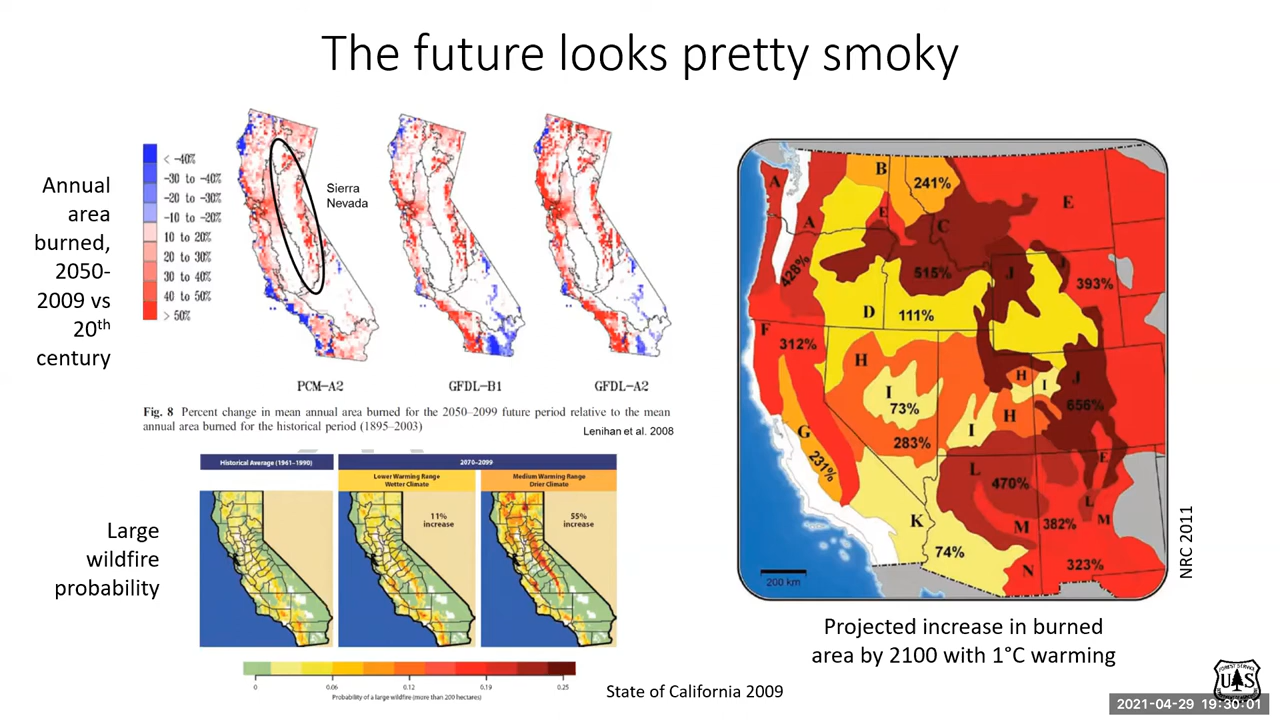 The future looks pretty smoky
Annual
area
burned,
2050-
2009 vs
20th
century
< -40%
-30 to -40%
-20 to -30%
-10 to -20%
10 to 20%
20 to 30%
30 to 40%
40 to 50%
> 50%
Sierra
Nevada
PCM-A2
GFDL-B1
GFDL-A2
Fig. 8 Percent change in mean annual area burned for the 2050–2099 future period relative to the mean
annual area burned for the historical period (1895–2003)
Lenihan et al. 2008
Large
wildfire
probability
Historical Average (1961–1990)
2070–2099
Lower Warming Range
Wetter Climate
Medium Warming Range
Drier Climate
11%
increase
55%
increase
0
0.06
0.12
0.19
0.25
Probability of a large wildfire (more than 200 hectares)
State of California 2009
A
B
241%
E
E
C
A
428%
515%
J
J
393%
D
111%
F
312%
H
H
I
J
I
73%
656%
H
G
I
283%
231%
E
L
470%
L
M
382%
M
K
74%
N
323%
200 km
NRC 2011
Projected increase in burned
area by 2100 with 1°C warming
FOREST SERVICE
U S
2021-04-29 19:30:01